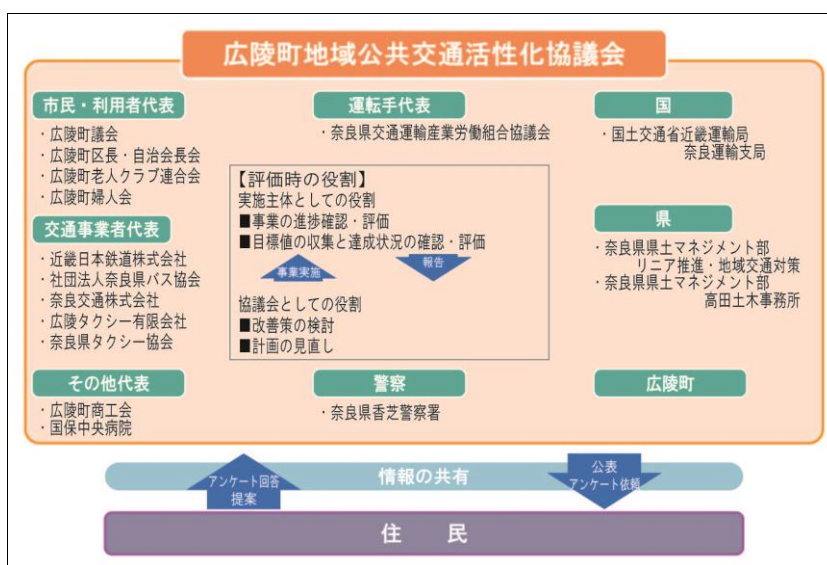 広陵町地域公共交通活性化協議会
市民・利用者代表
・広陵町議会
・広陵町区長・自治会長会
・広陵町老人クラブ連合会
・広陵町婦人会
交通事業者代表
・近畿日本鉄道株式会社
・社団法人奈良県バス協会
・奈良交通株式会社
・広陵タクシー有限会社
・奈良県タクシー協会
その他代表
・広陵町商工会
・国保中央病院
運転手代表
・奈良県交通運輸産業労働組合協議会
【評価時の役割】
実施主体としての役割
■事業の進捗確認・評価
■目標値の収集と達成状況の確認・評価
事業実施
報告
協議会としての役割
■改善策の検討
■計画の見直し
警察
・奈良県香芝警察署
国
・国土交通省近畿運輸局
奈良運輸支局
県
・奈良県県土マネジメント部
リニア推進・地域交通対策
・奈良県県土マネジメント部
高田土木事務所
広陵町
アンケート回答
提案
情報の共有
公表
アンケート依頼
住 民